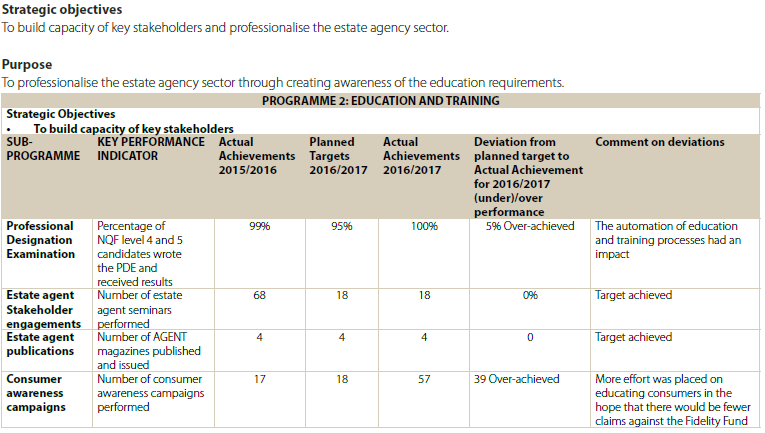 Strategic objectives
To build capacity of key stakeholders and professionalise the estate agency sector.
Purpose
To professionalise the estate agency sector through creating awareness of the education requirements.
PROGRAMME 2: EDUCATION AND TRAINING
Strategic Objectives
• To build capacity of key stakeholders
SUB-
PROGRAMME
KEY PERFORMANCE
INDICATOR
Actual
Achievements
2015/2016
Planned
Targets
2016/2017
Actual
Achievements
2016/2017
Deviation from
planned target to
Actual Achievement
for 2016/2017
(under)/over
performance
Comment on deviations
Professional
Designation
Examination
Percentage of
NQF level 4 and 5
candidates wrote
the PDE and
received results
99%
95%
100%
5% Over-achieved
The automation of education
and training processes had an
impact
Estate agent
Stakeholder
engagements
Number of estate
agent seminars
performed
68
18
18
0%
Target achieved
Estate agent
publications
Number of AGENT
magazines published
and issued
4
4
4
0
Target achieved
Consumer
awareness
campaigns
Number of consumer
awareness campaigns
performed
17
18
57
39 Over-achieved
More effort was placed on
educating consumers in the
hope that there would be fewer
claims against the Fidelity Fund